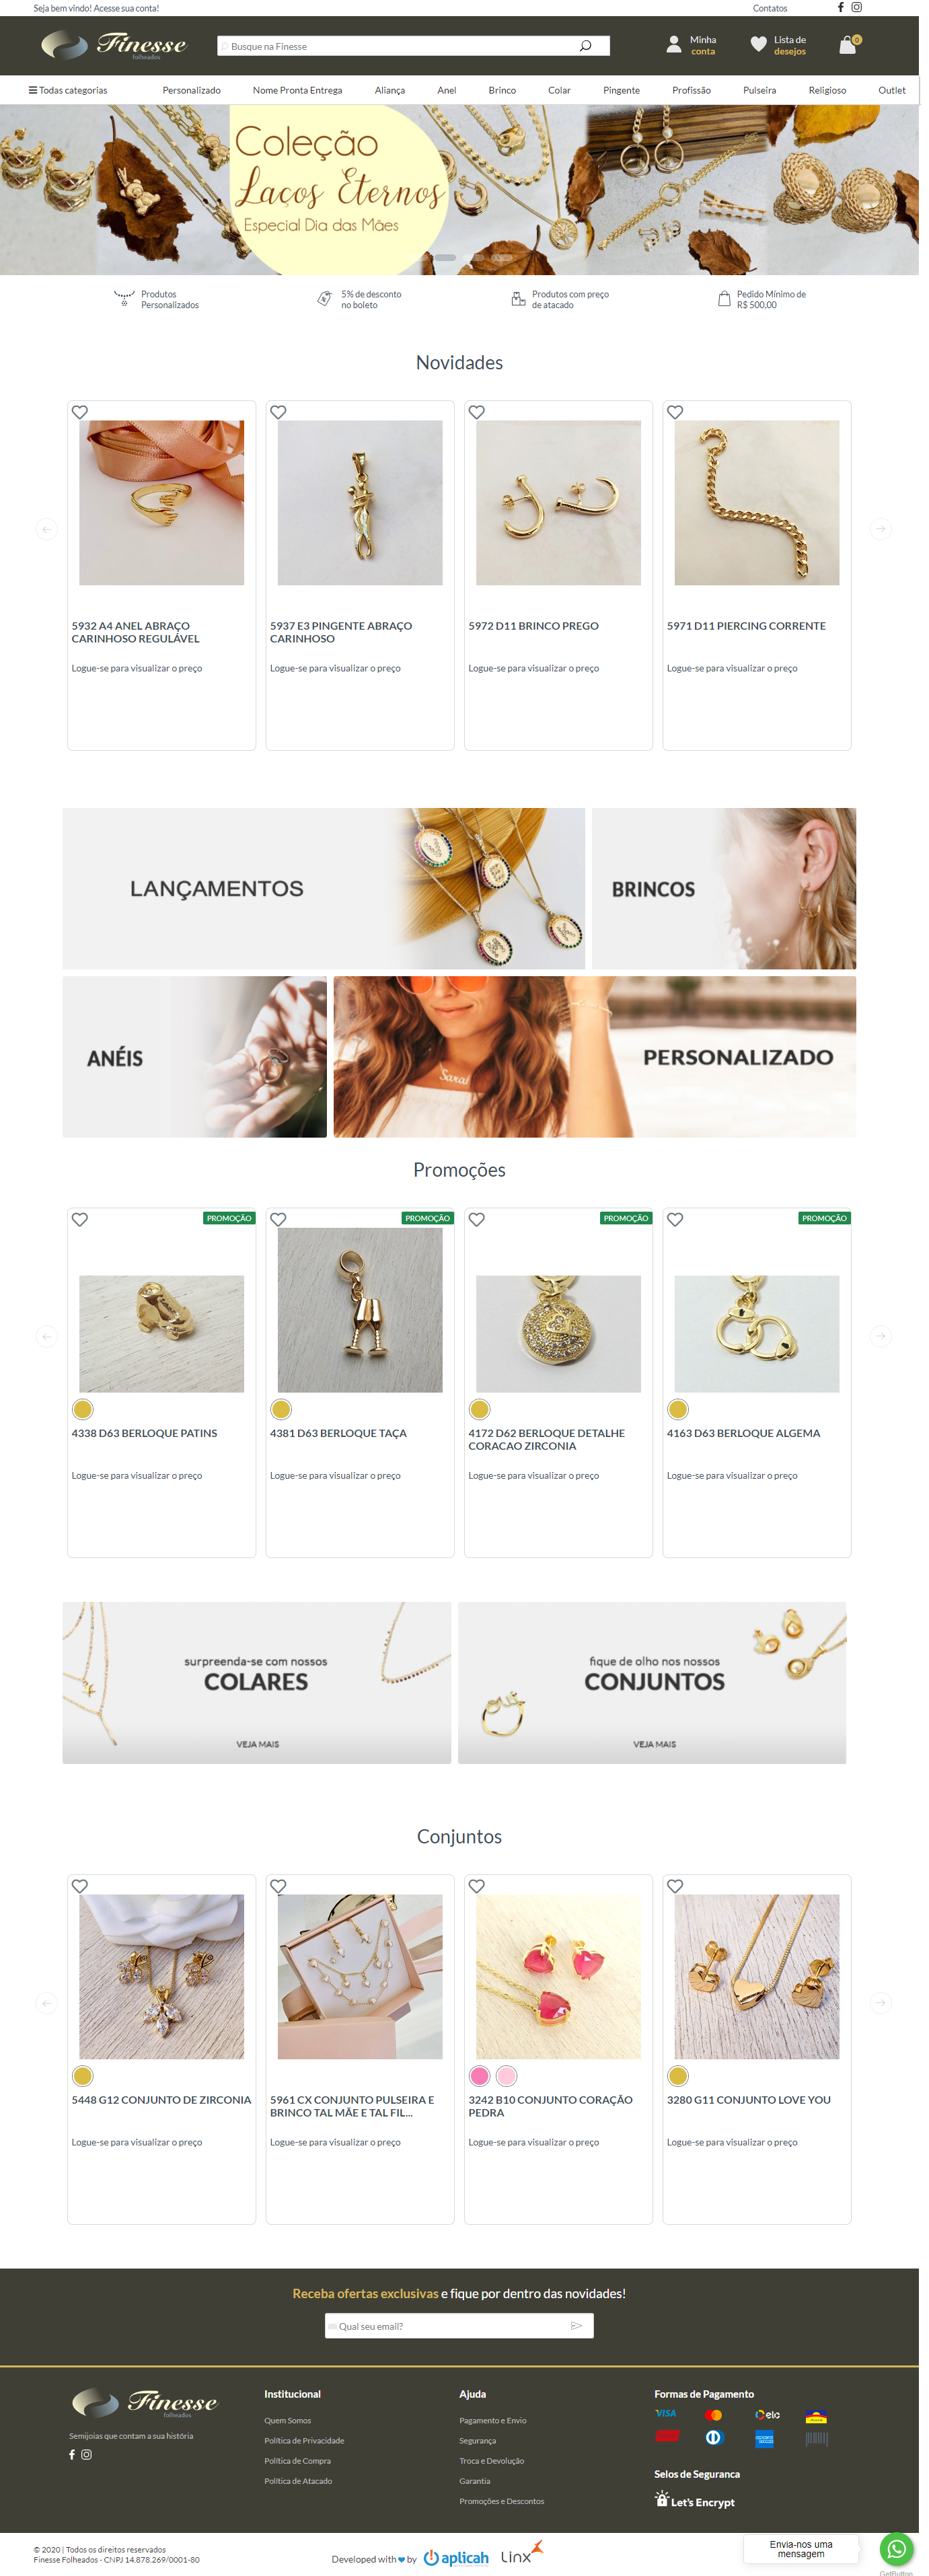 Seja bem vindo! Acesse sua conta!
Contatos
Finesse
folheados
Busque na Finesse
Minha
conta
Lista de
desejos
0
Todas categorias
Personalizado
Nome Pronta Entrega
Aliança
Anel
Brinco
Colar
Pingente
Profissão
Pulseira
Religioso
Outlet
Coleção
Laços Eternos
Especial Dia das Mães
Produtos
Personalizados
5% de desconto
no boleto
Produtos com preço
de atacado
Pedido Mínimo de
R$ 500,00
Novidades
5932 A4 ANEL ABRAÇO
CARINHOSO REGULÁVEL
Logue-se para visualizar o preço
5937 E3 PINGENTE ABRAÇO
CARINHOSO
Logue-se para visualizar o preço
5972 D11 BRINCO PREGO
Logue-se para visualizar o preço
5971 D11 PIERCING CORRENTE
Logue-se para visualizar o preço
LANÇAMENTOS
BRINCOS
ANÉIS
Sarah
PERSONALIZADO
Promoções
PROMOÇÃO
4338 D63 BERLOQUE PATINS
Logue-se para visualizar o preço
PROMOÇÃO
4381 D63 BERLOQUE TAÇA
Logue-se para visualizar o preço
PROMOÇÃO
4172 D62 BERLOQUE DETALHE
CORACAO ZIRCONIA
Logue-se para visualizar o preço
PROMOÇÃO
4163 D63 BERLOQUE ALGEMA
Logue-se para visualizar o preço
surpreenda-se com nossos
COLARES
VEJA MAIS
fique de olho nos nossos
CONJUNTOS
VEJA MAIS
Conjuntos
5448 G12 CONJUNTO DE ZIRCONIA
Logue-se para visualizar o preço
5961 CX CONJUNTO PULSEIRA E
BRINCO TAL MÃE E TAL FIL...
Logue-se para visualizar o preço
3242 B10 CONJUNTO CORAÇÃO
PEDRA
Logue-se para visualizar o preço
3280 G11 CONJUNTO LOVE YOU
Logue-se para visualizar o preço
Receba ofertas exclusivas e fique por dentro das novidades!
Qual seu email?
Finesse
folheados
Semijoias que contam a sua história
Institucional
Quem Somos
Política de Privacidade
Política de Compra
Política de Atacado
Ajuda
Pagamento e Envio
Segurança
Troca e Devolução
Garantia
Promoções e Descontos
Formas de Pagamento
VISA
elo
Selos de Seguranca
Let's Encrypt
© 2020 | Todos os direitos reservados
Finesse Folheados - CNPJ 14.878.269/0001-80
Developed with by
aplicah
Linx
Envia-nos uma
mensagem
GetButton